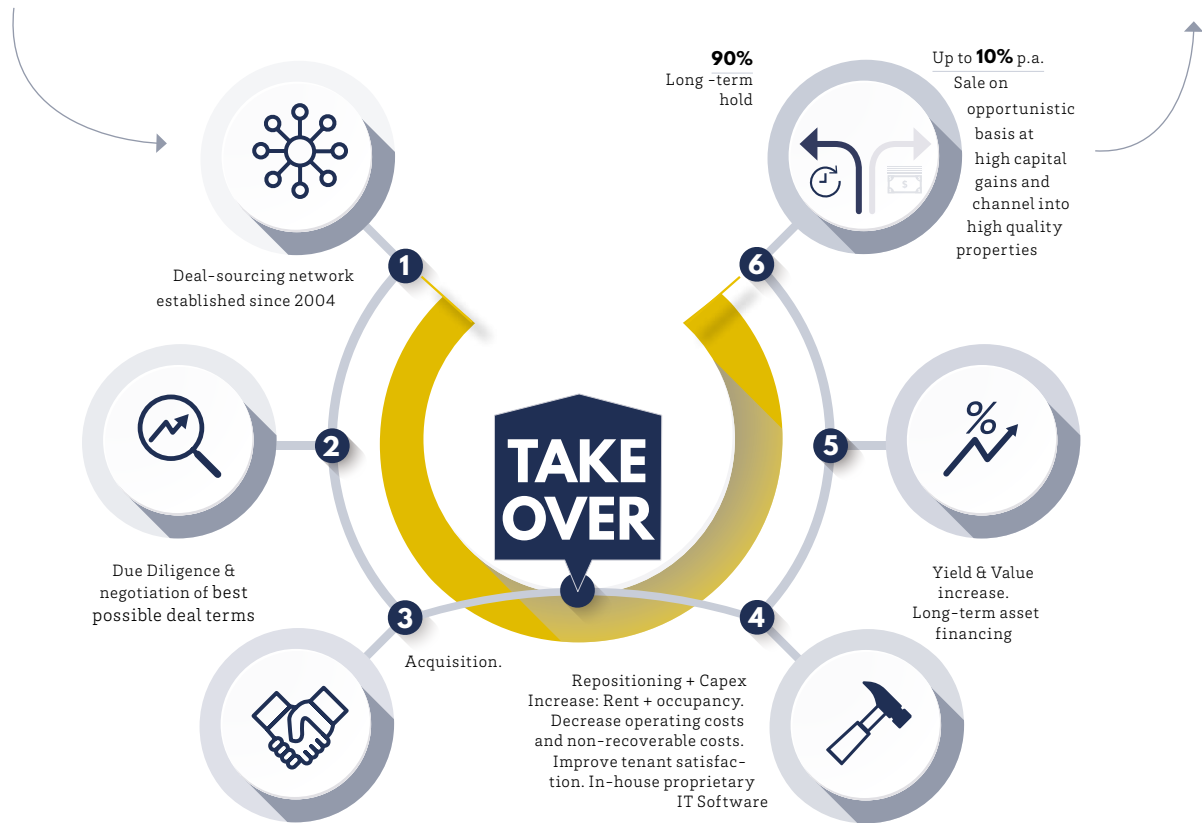 1
Deal-sourcing network
established since 2004
2
Due Diligence &
negotiation of best
possible deal terms
3
Acquisition.
TAKE
OVER
4
Repositioning + Capex
Increase: Rent + occupancy.
Decrease operating costs
and non-recoverable costs.
Improve tenant satisfac-
tion. In-house proprietary
IT Software
5
%
Yield & Value
increase.
Long-term asset
financing
6
90%
Long -term
hold
$
Up to 10% p.a.
Sale on
opportunistic
basis at
high capital
gains and
channel into
high quality
properties